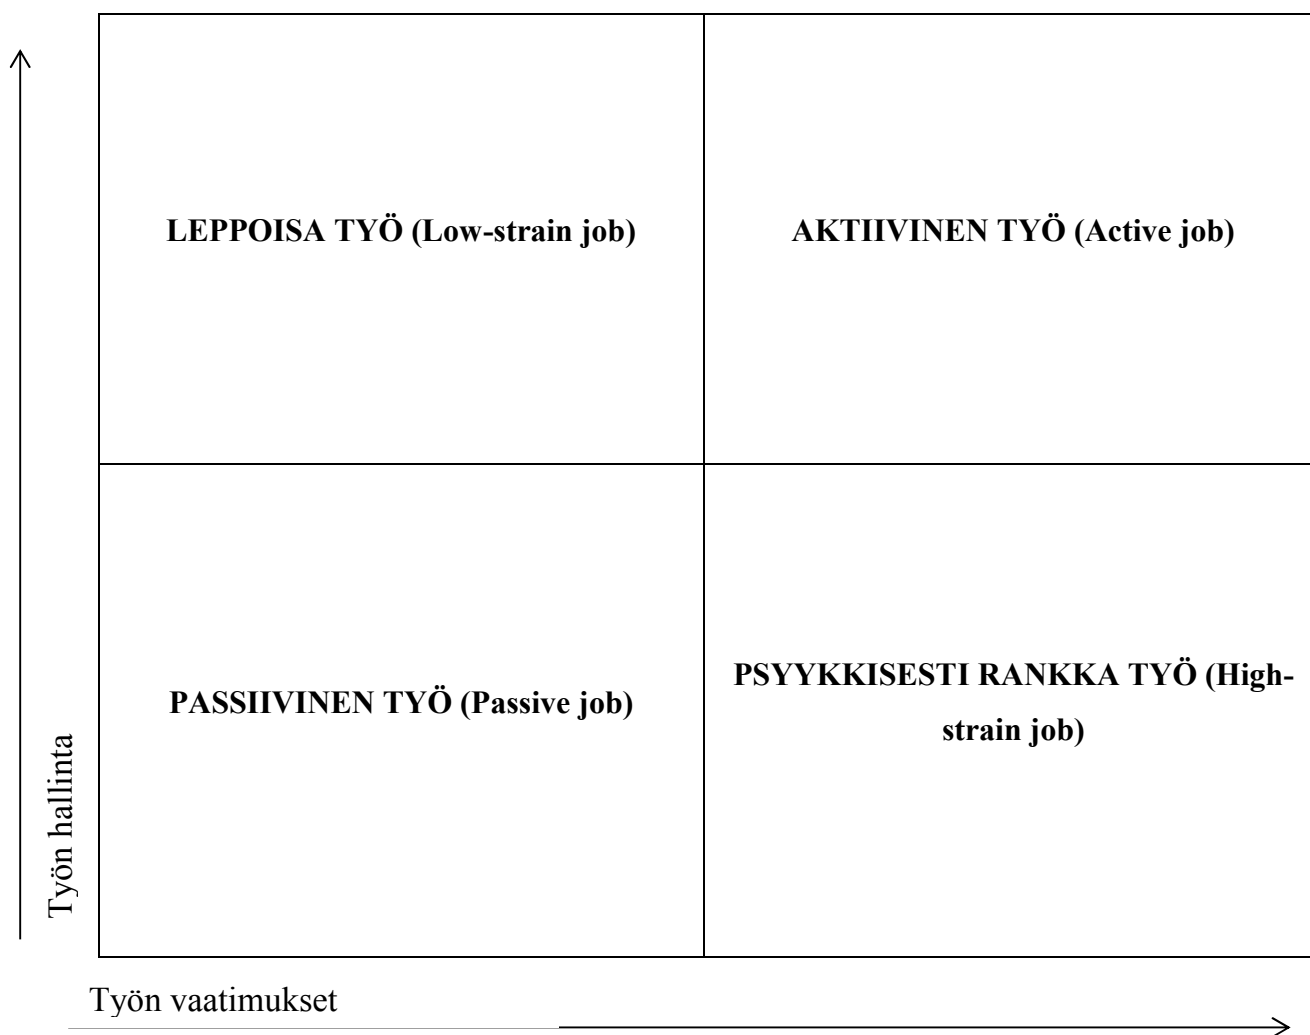 LEPPOISA TYÖ (Low-strain job)
AKTIIVINEN TYÖ (Active job)
PASSIIVINEN TYÖ (Passive job)
PSYYKKISESTI RANKKA TYÖ (High-
strain job)
Työn hallinta
Työn vaatimukset